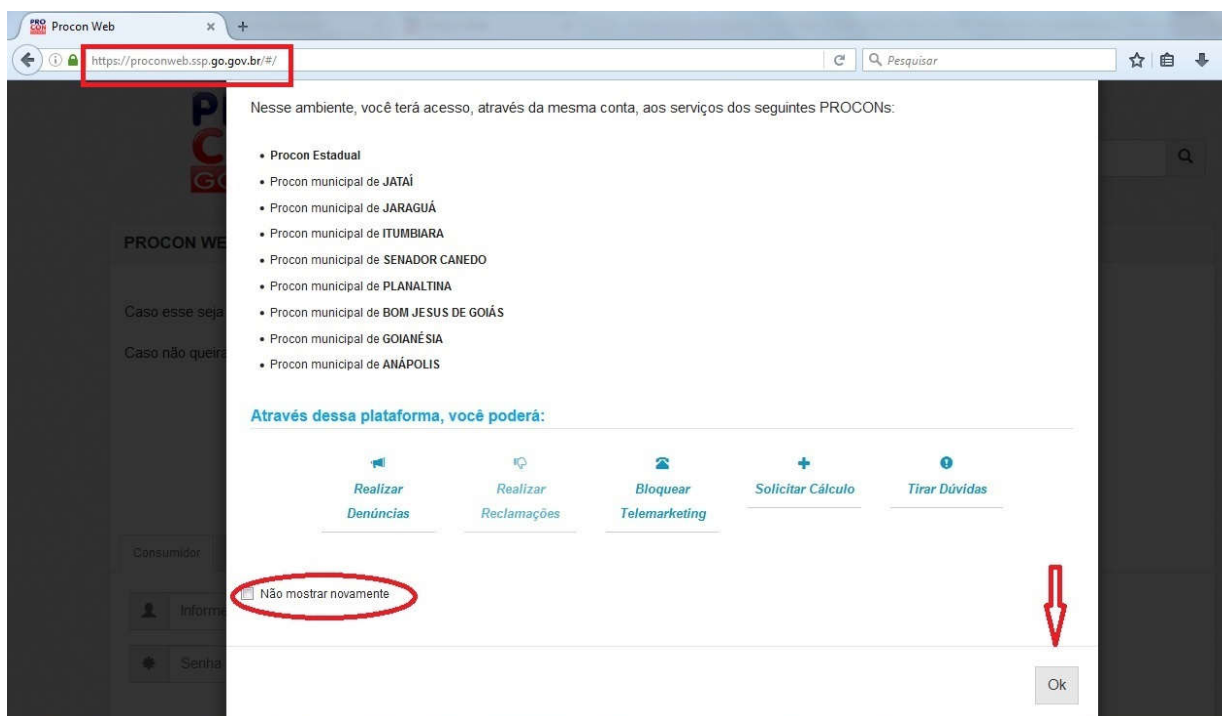 Procon Web
https://proconweb.ssp.go.gov.br/#/
Pesquisar
Nesse ambiente, você terá acesso, através da mesma conta, aos serviços dos seguintes PROCONs:
• Procon Estadual
• Procon municipal de JATAÍ
• Procon municipal de JARAGUÁ
• Procon municipal de ITUMBIARA
• Procon municipal de SENADOR CANEDO
• Procon municipal de PLANALTINA
• Procon municipal de BOM JESUS DE GOIÁS
• Procon municipal de GOIANÉSIA
• Procon municipal de ANÁPOLIS
PROCON WE
Caso esse seja
Caso não queira
Através dessa plataforma, você poderá:
Realizar Denúncias
Realizar Reclamações
Bloquear Telemarketing
Solicitar Cálculo
Tirar Dúvidas
Consumidor
Não mostrar novamente
Informe
Senha
Ok